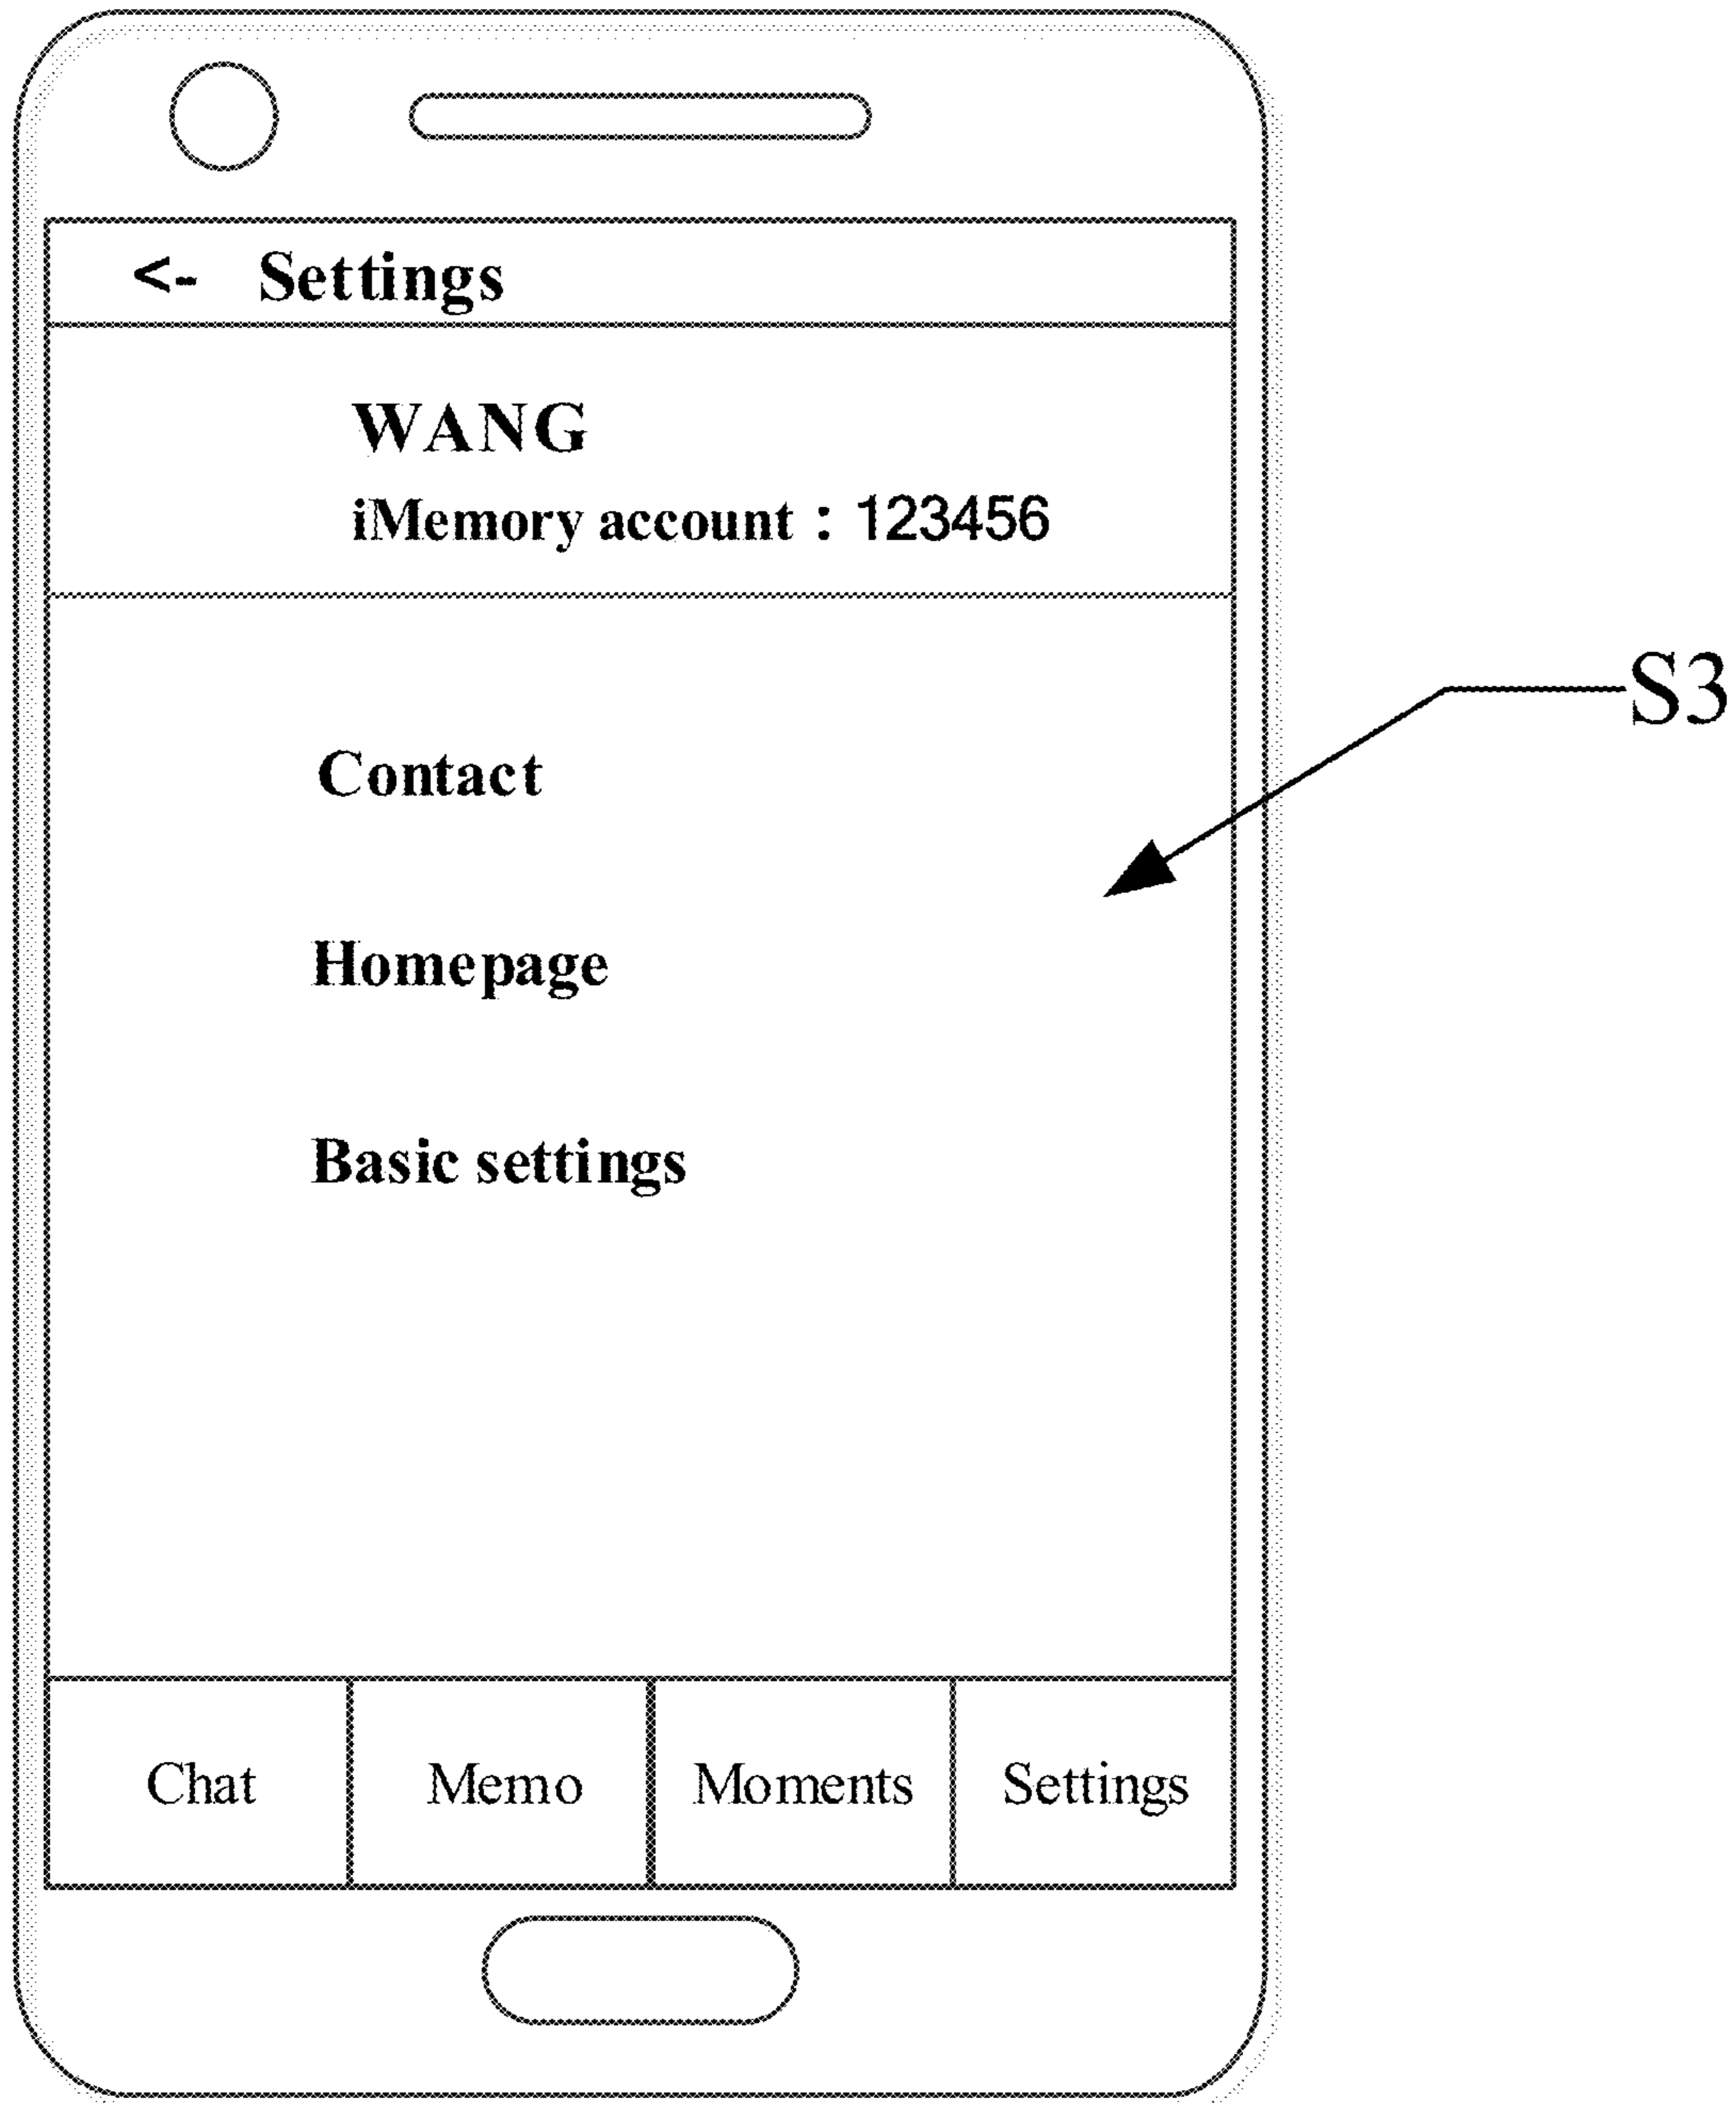 <- Settings
WANG
iMemory account : 123456
S3
Contact
Homepage
Basic settings
Chat Memo Moments Settings